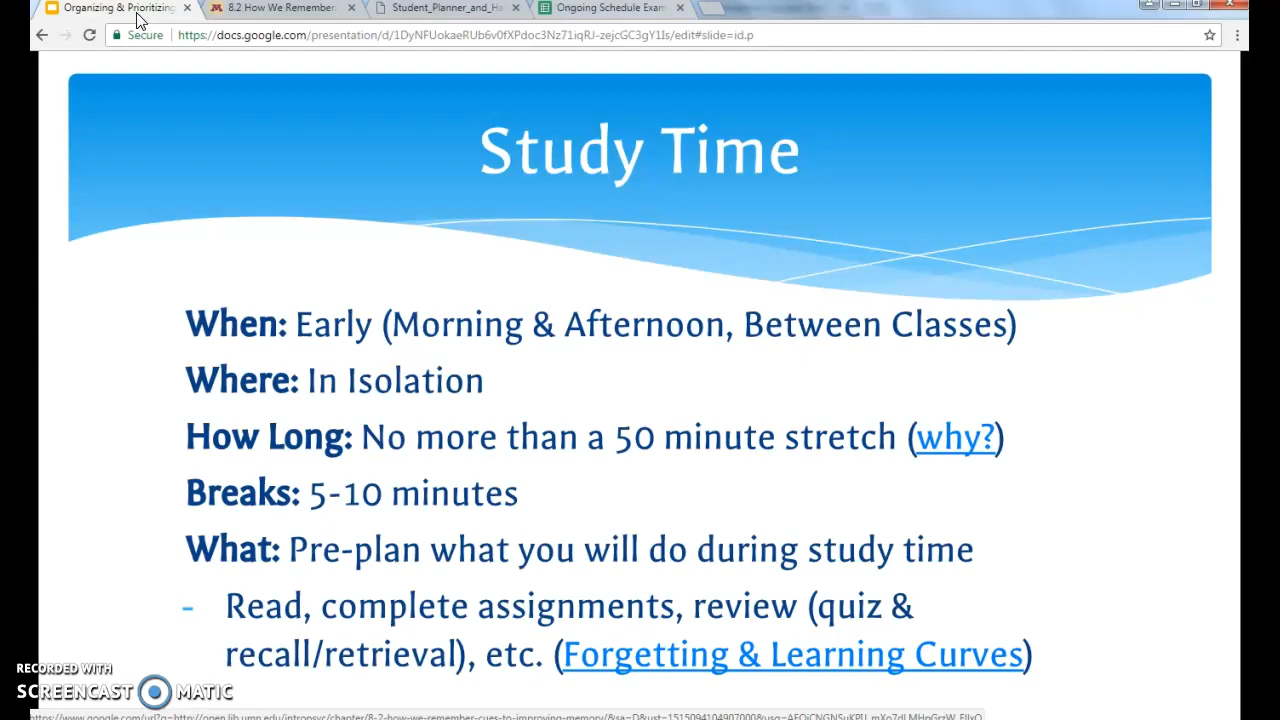 Organizing & Prioritizing
8.2 How We Remember
Student_Planner_and_Ha
Ongoing Schedule Exam
Secure
https://docs.google.com/presentation/d/1DyNFUokaeRUb6v0fXPdoc3Nz71iqRJ-zejcGC3gY1Is/edit#slide=id.p
Study Time
When: Early (Morning & Afternoon, Between Classes)
Where: In Isolation
How Long: No more than a 50 minute stretch (why?)
Breaks: 5-10 minutes
What: Pre-plan what you will do during study time
- Read, complete assignments, review (quiz &
recall/retrieval), etc. (Forgetting & Learning Curves)
RECORDED WITH
SCREENCAST MATIC